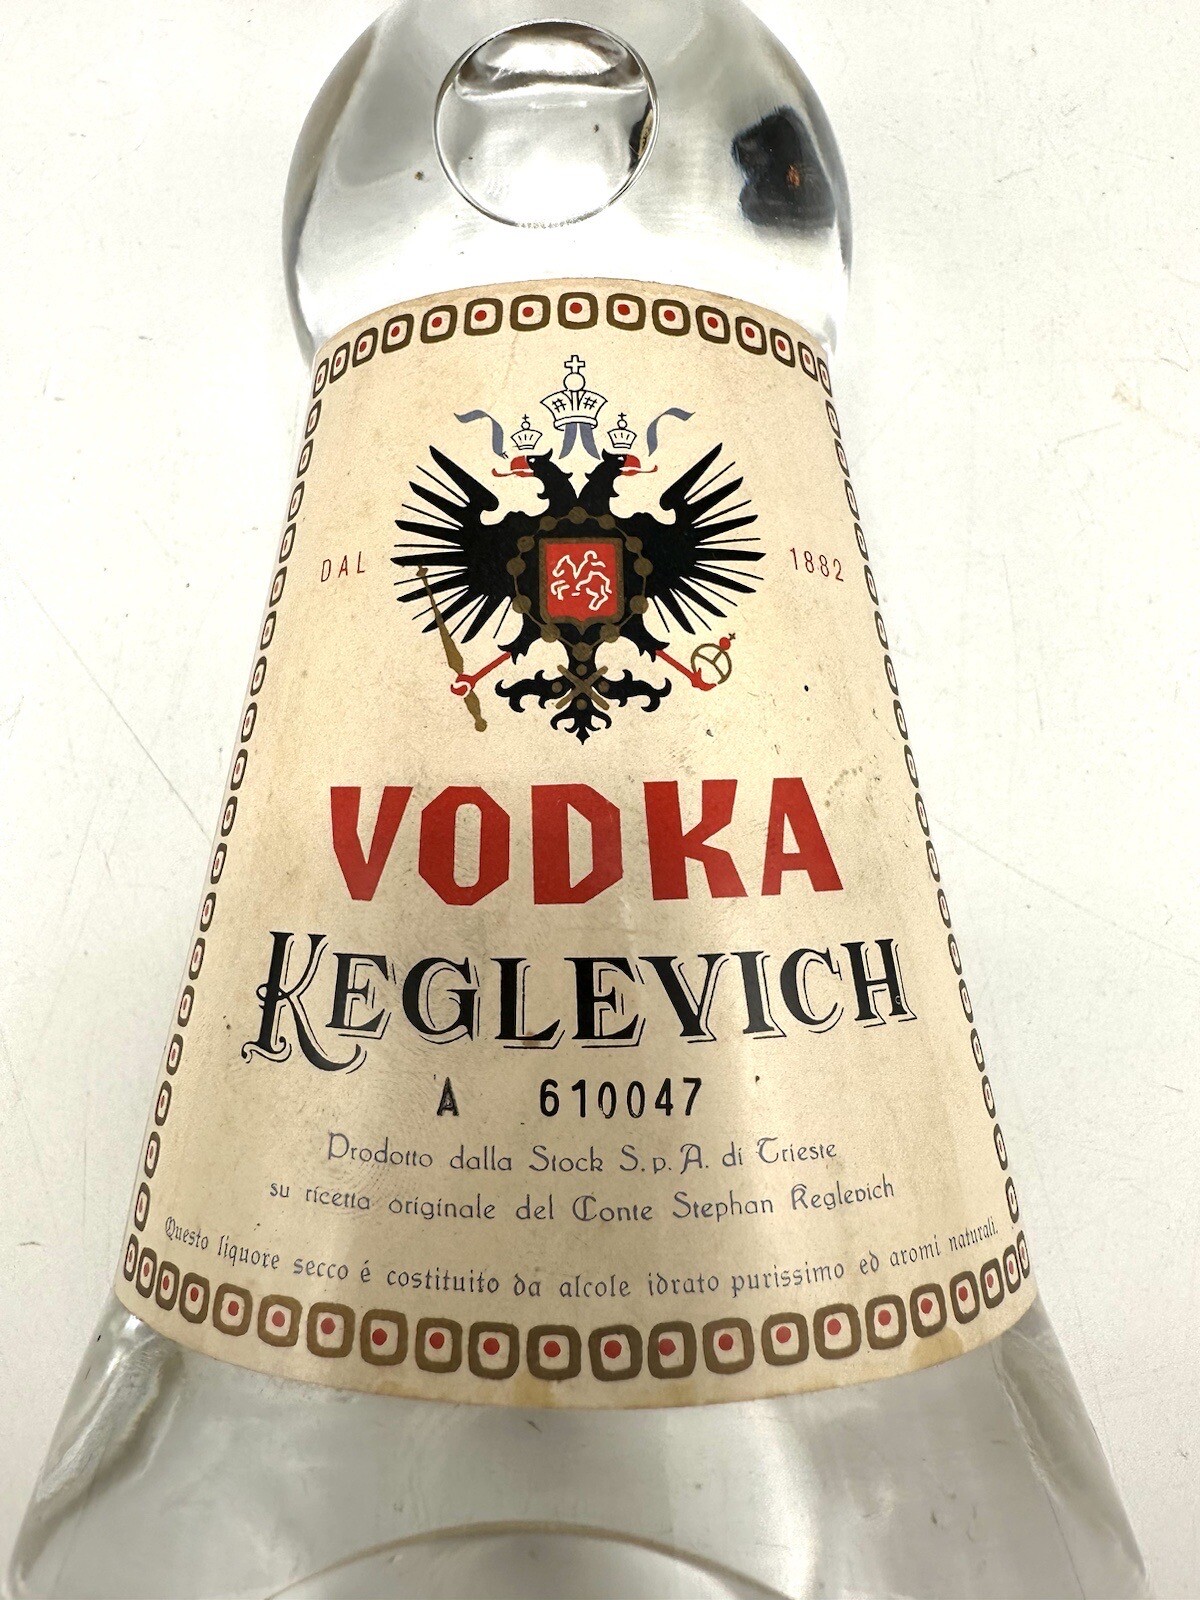 DAL 1882
VODKA
KEGLEVICH
A 610047
Prodotto dalla Stock S.p.A. di Trieste
su ricetta originale del Conte Stephan Keglevich
Questo liquore secco é costituito da alcole idrato purissimo ed aromi naturali.